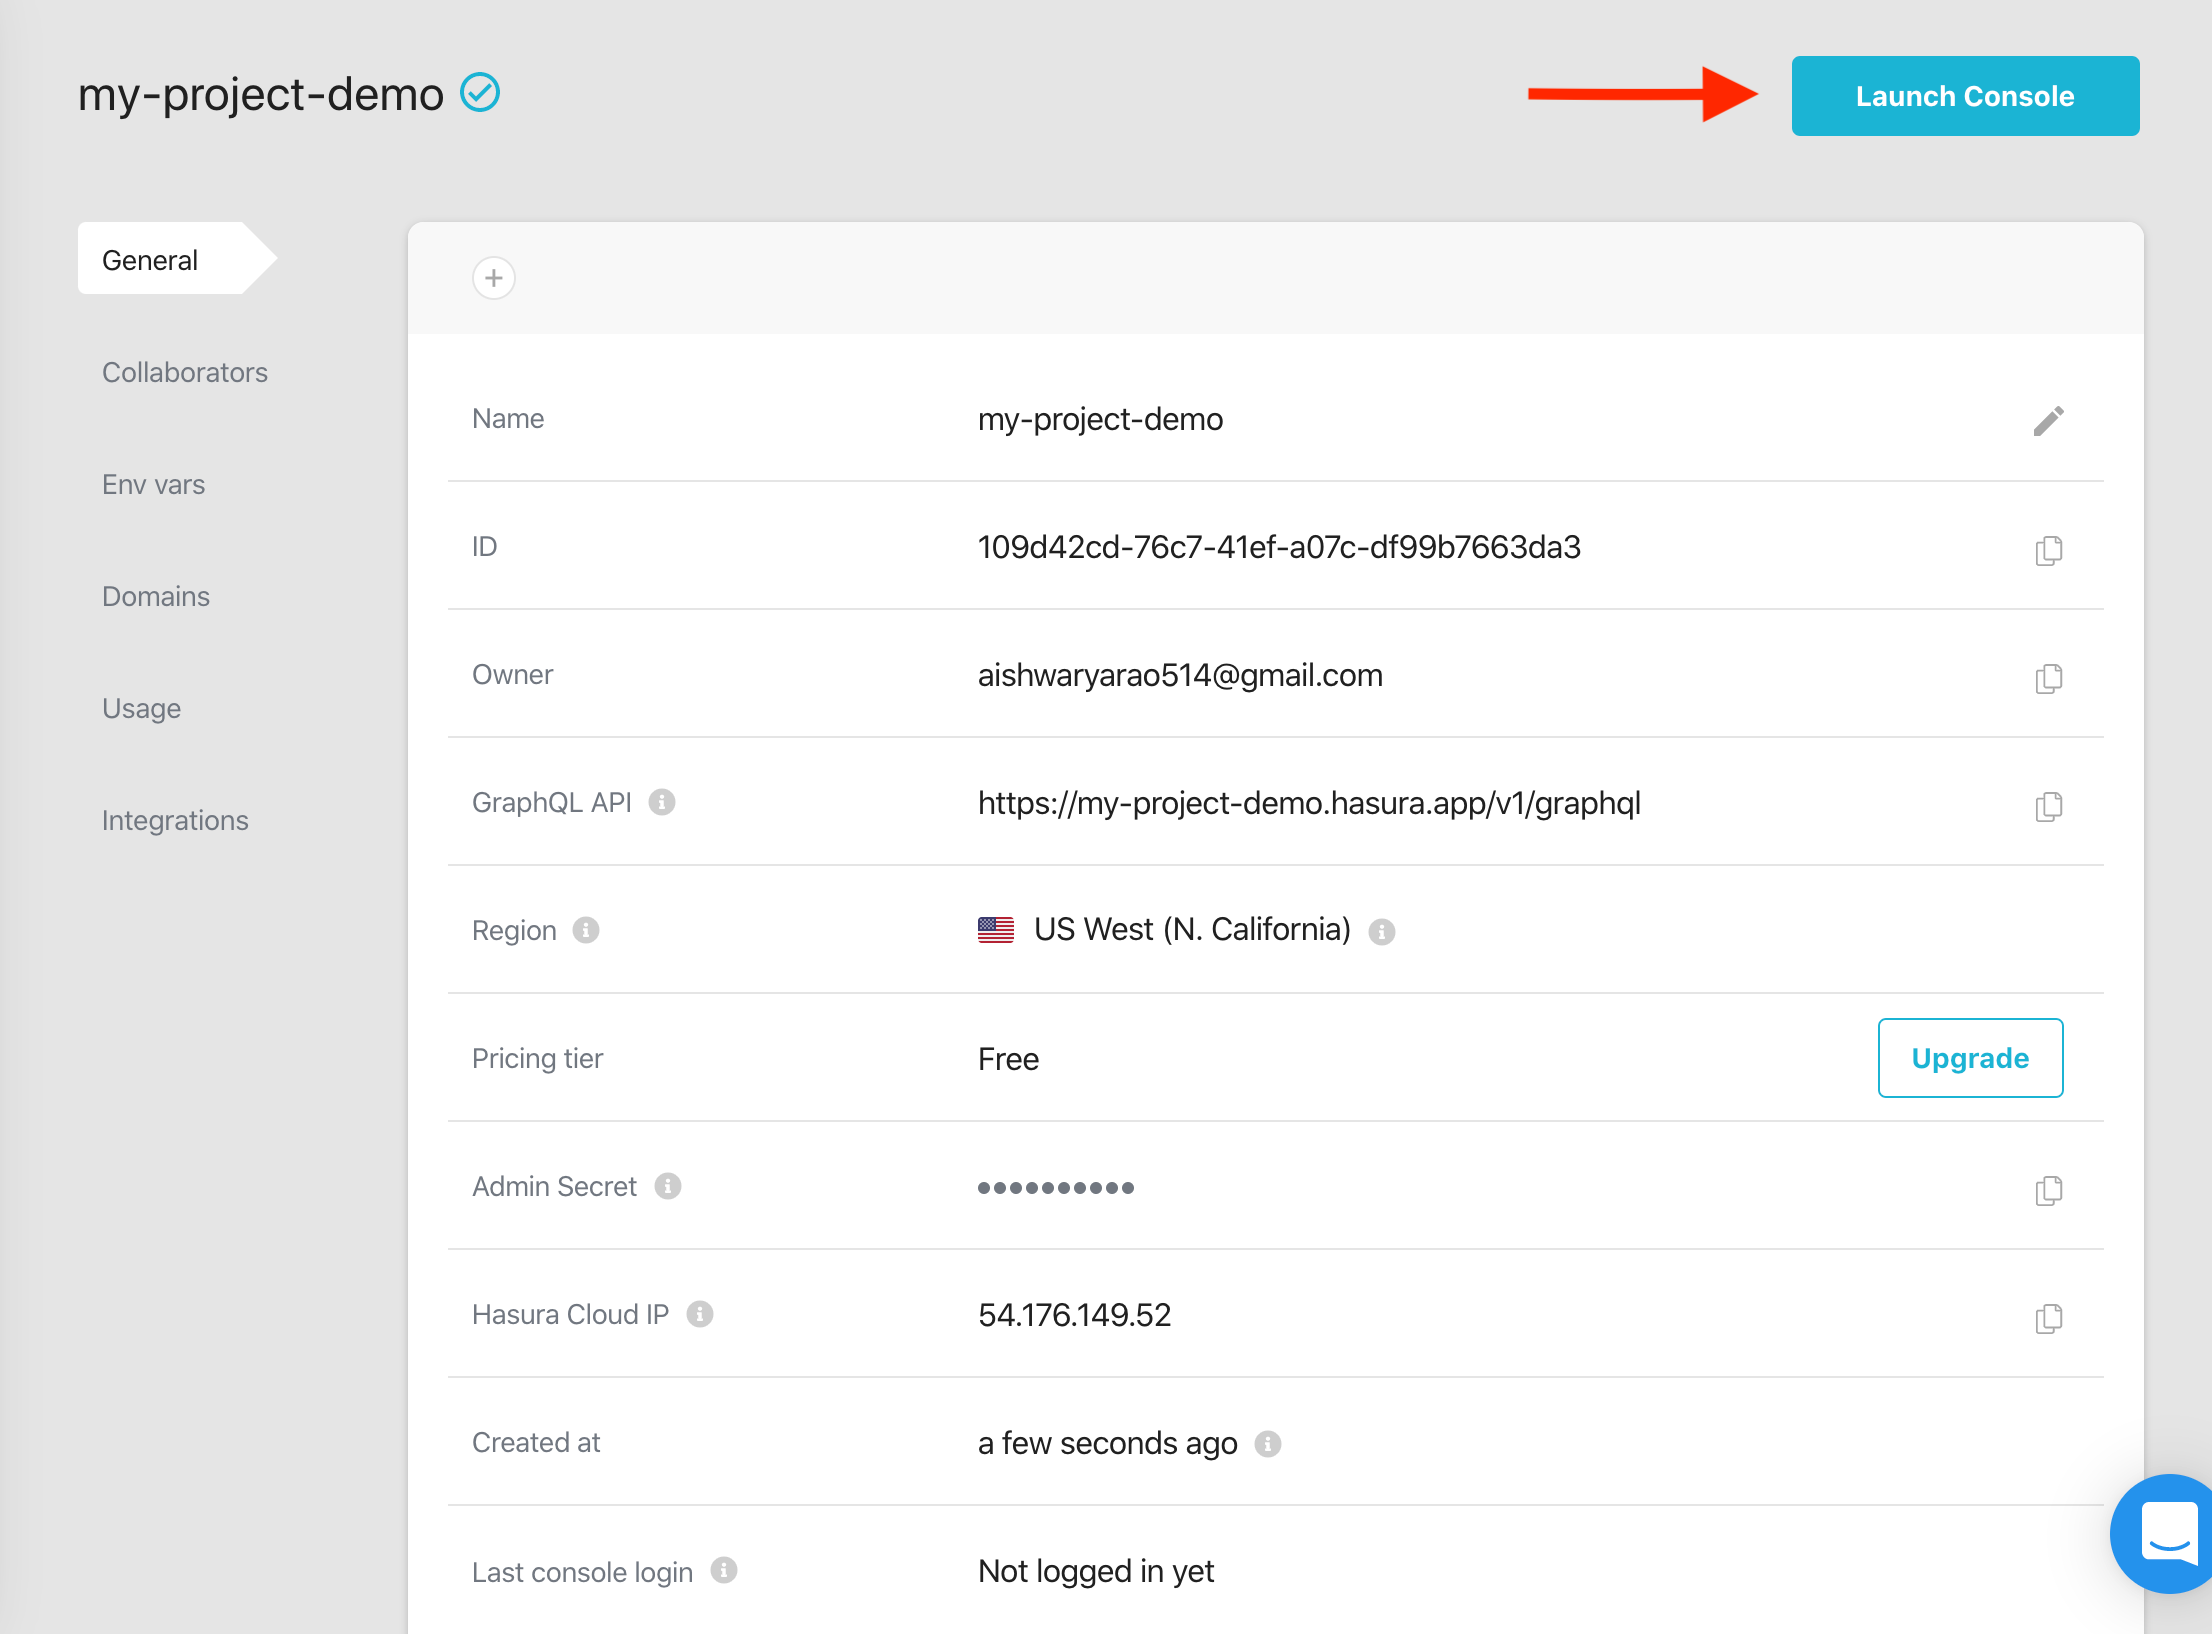 my-project-demo
Launch Console
General
Collaborators
Env vars
Domains
Usage
Integrations
Name my-project-demo
ID 109d42cd-76c7-41ef-a07c-df99b7663da3
Owner aishwaryarao514@gmail.com
GraphQL API https://my-project-demo.hasura.app/v1/graphql
Region US West (N. California)
Pricing tier Free Upgrade
Admin Secret ••••••••••
Hasura Cloud IP 54.176.149.52
Created at a few seconds ago
Last console login Not logged in yet